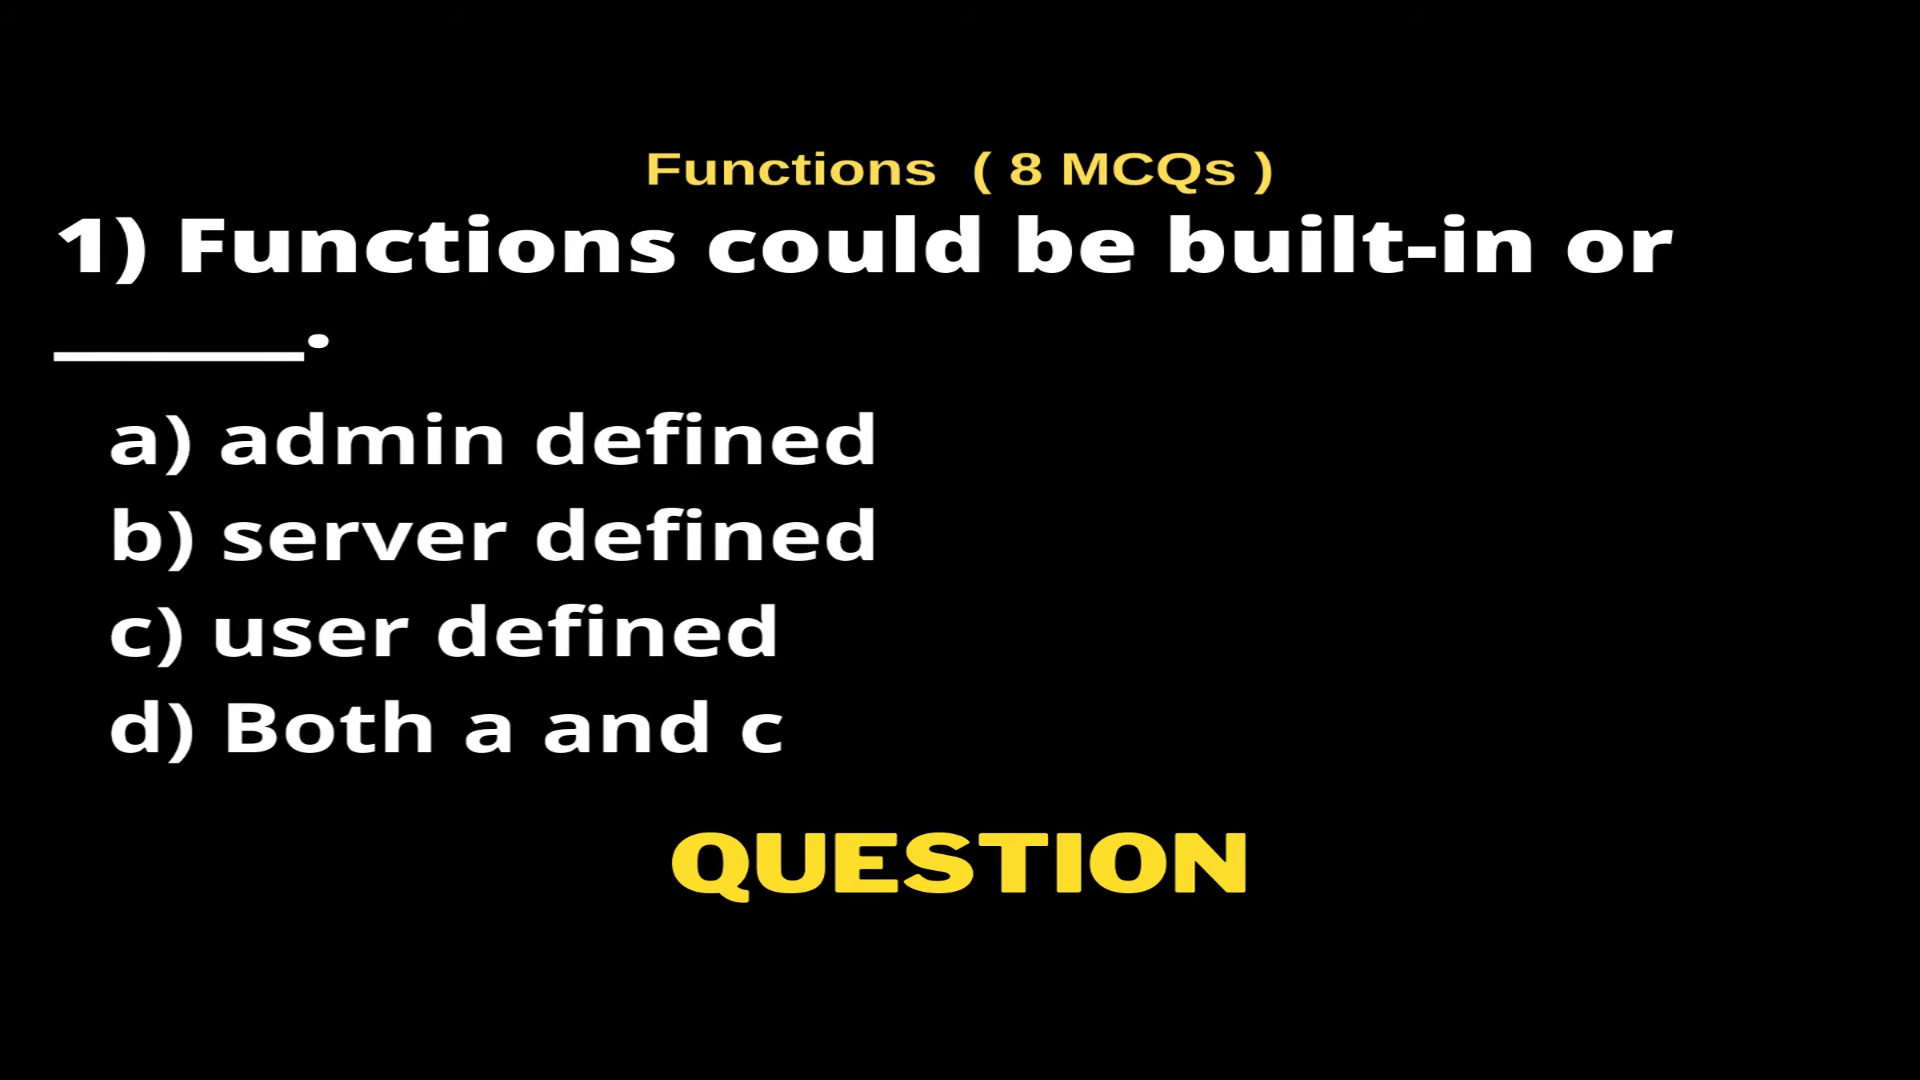 Functions ( 8 MCQs )
1) Functions could be built-in or
______.
a) admin defined
b) server defined
c) user defined
d) Both a and c
QUESTION